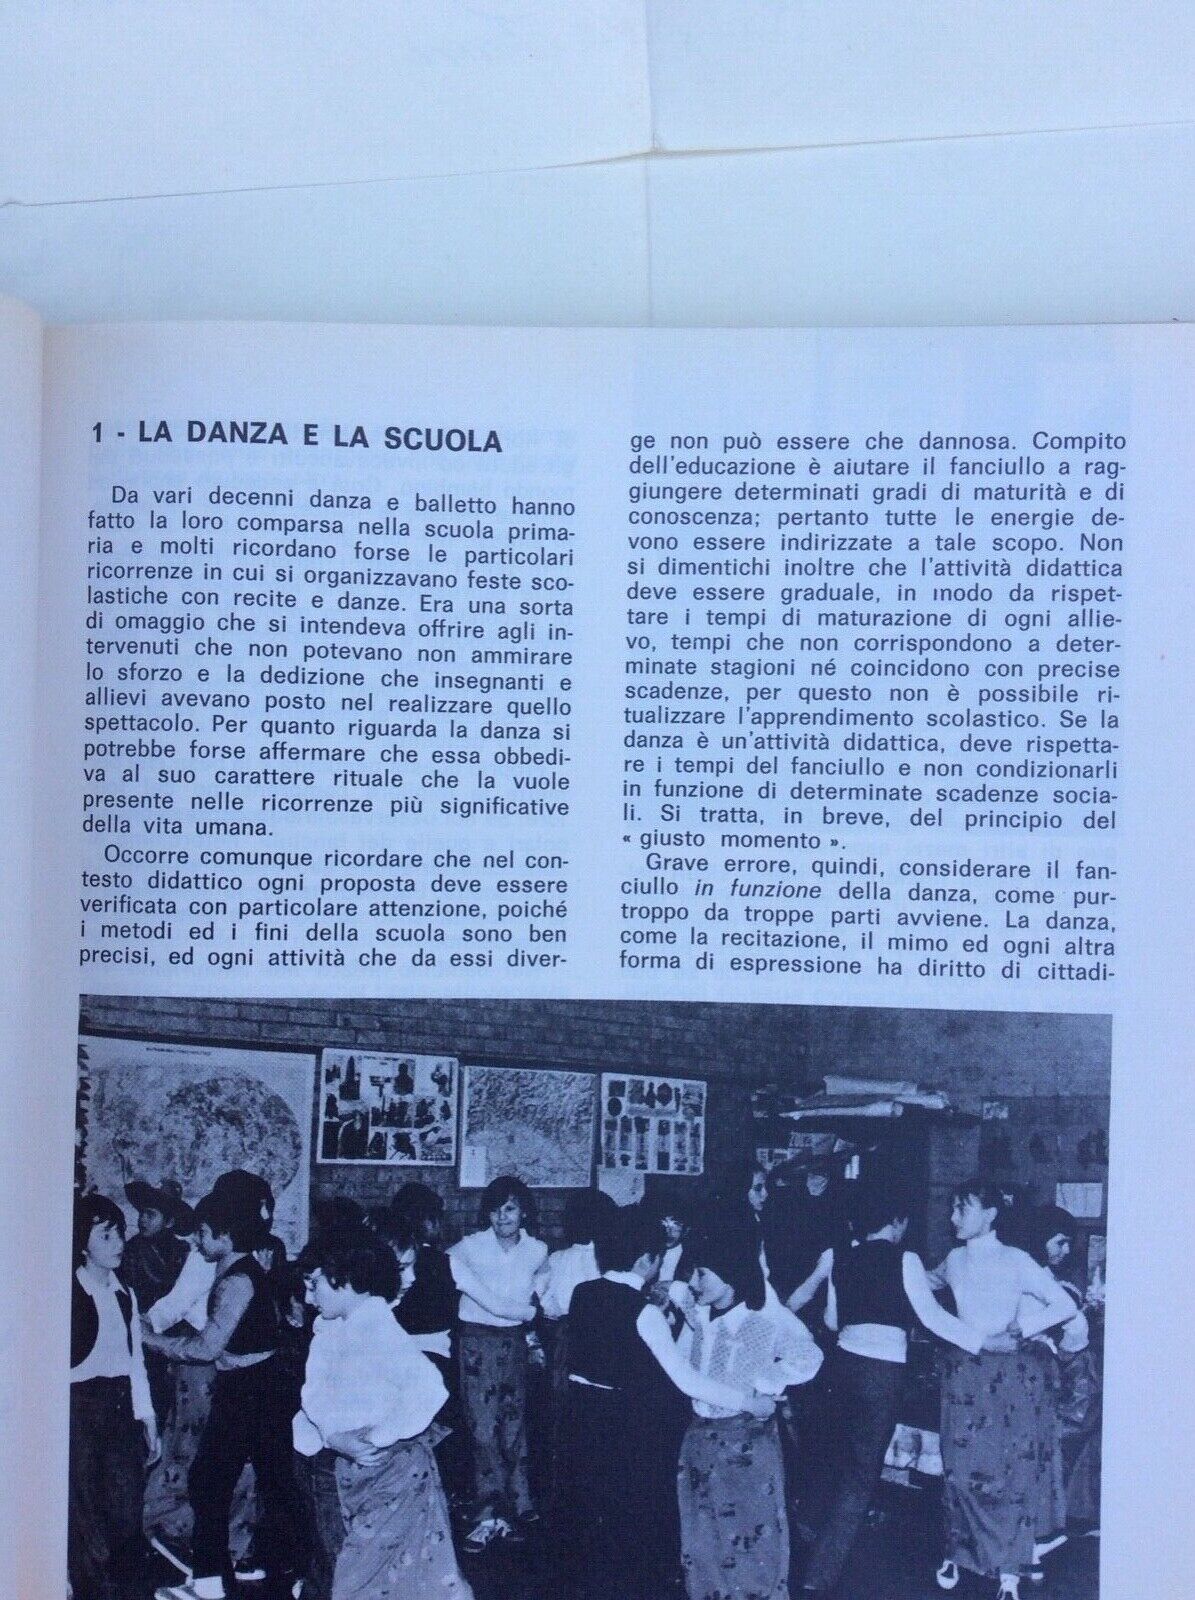 1 - LA DANZA E LA SCUOLA
Da vari decenni danza e balletto hanno
fatto la loro comparsa nella scuola prima-
ria e molti ricordano forse le particolari
ricorrenze in cui si organizzavano feste sco-
lastiche con recite e danze. Era una sorta
di omaggio che si intendeva offrire agli in-
tervenuti che non potevano non ammirare
lo sforzo e la dedizione che insegnanti e
allievi avevano posto nel realizzare quello
spettacolo. Per quanto riguarda la danza si
potrebbe forse affermare che essa obbedi-
va al suo carattere rituale che la vuole
presente nelle ricorrenze più significative
della vita umana.
Occorre comunque ricordare che nel con-
testo didattico ogni proposta deve essere
verificata con particolare attenzione, poiché
i metodi ed i fini della scuola sono ben
precisi, ed ogni attività che da essi diver-
ge non può essere che dannosa. Compito
dell'educazione è aiutare il fanciullo a rag-
giungere determinati gradi di maturità e di
conoscenza; pertanto tutte le energie de-
vono essere indirizzate a tale scopo. Non
si dimentichi inoltre che l'attività didattica
deve essere graduale, in modo da rispet-
tare i tempi di maturazione di ogni allie-
vo, tempi che non corrispondono a deter-
minate stagioni né coincidono con precise
scadenze, per questo non è possibile ri-
tualizzare l'apprendimento scolastico. Se la
danza è un'attività didattica, deve rispetta-
re i tempi del fanciullo e non condizionarli
in funzione di determinate scadenze socia-
li. Si tratta, in breve, del principio del
« giusto momento ».
Grave errore, quindi, considerare il fan-
ciullo in funzione della danza, come pur-
troppo da troppe parti avviene. La danza,
come la recitazione, il mimo ed ogni altra
forma di espressione ha diritto di cittadi-